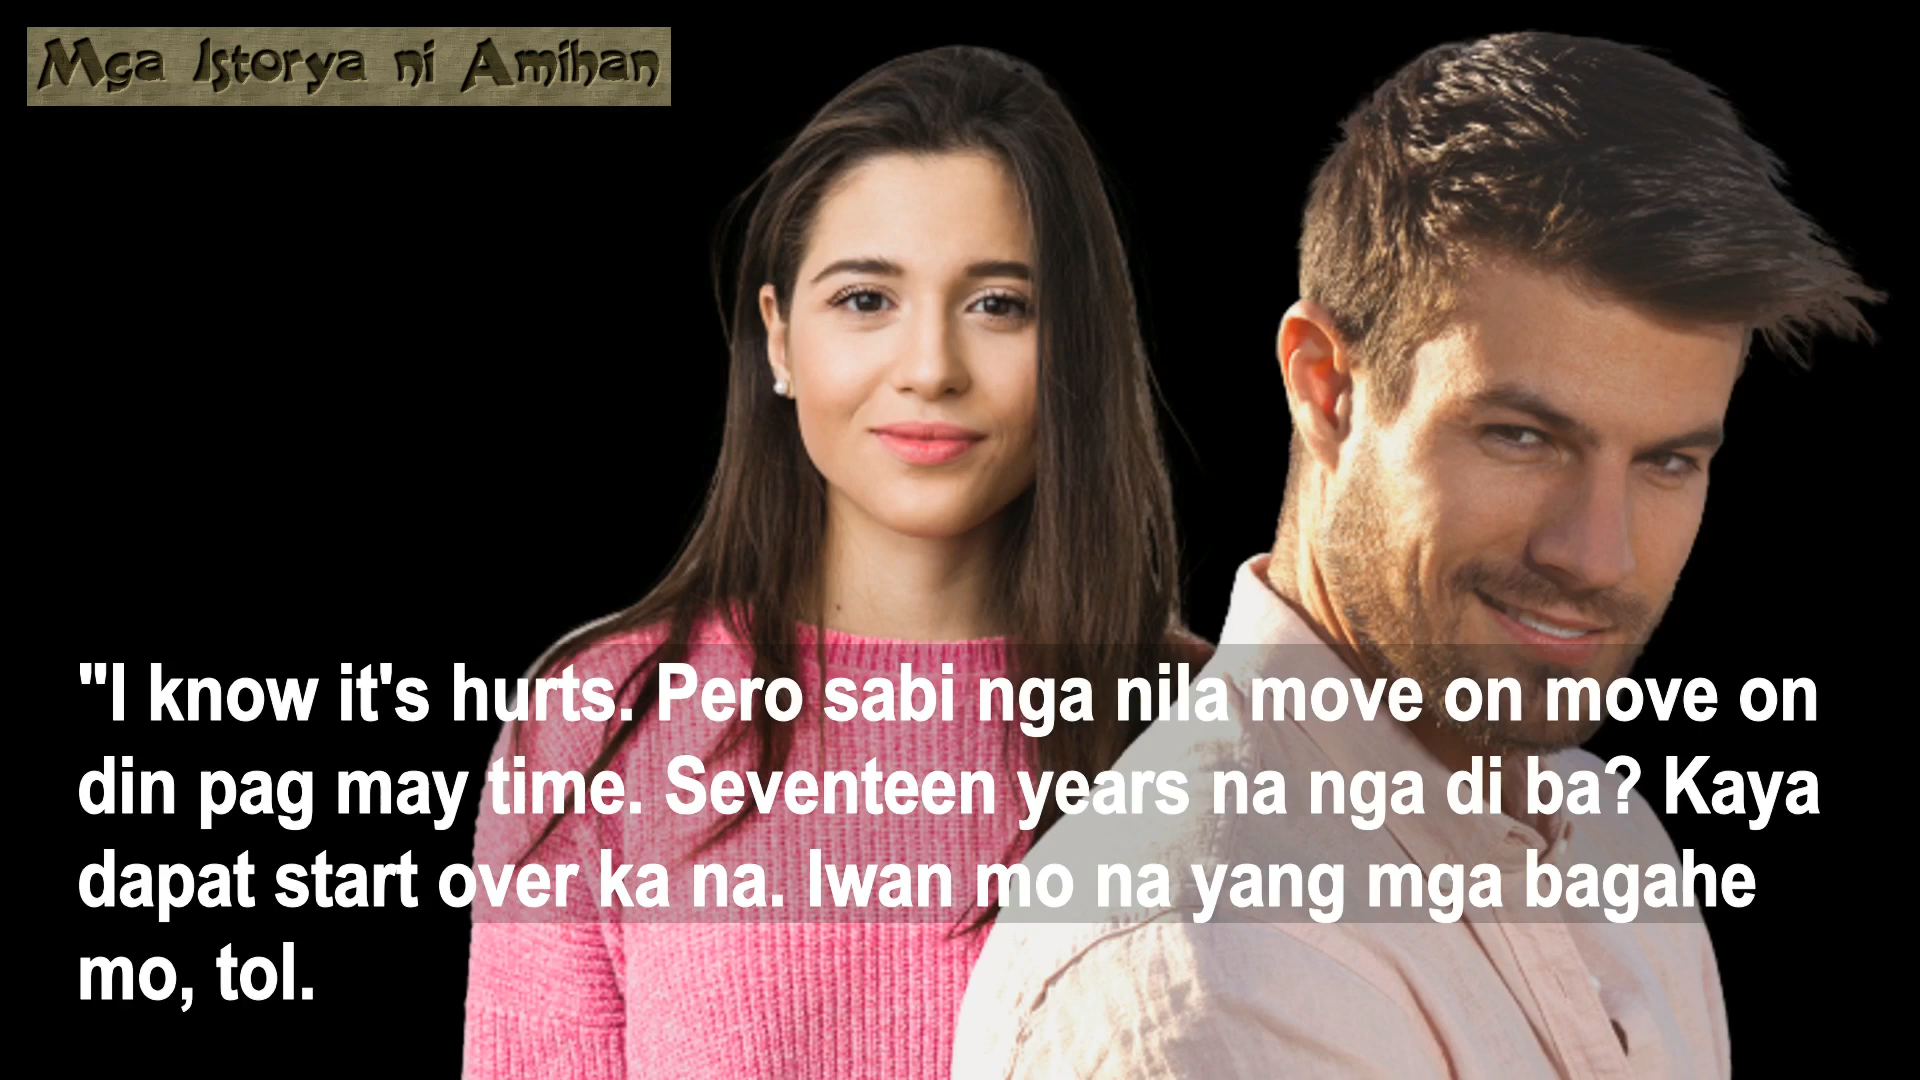 Mga Istorya ni Amihan
"I know it's hurts. Pero sabi nga nila move on move on
din pag may time. Seventeen years na nga di ba? Kaya
dapat start over ka na. Iwan mo na yang mga bagahe
mo, tol.